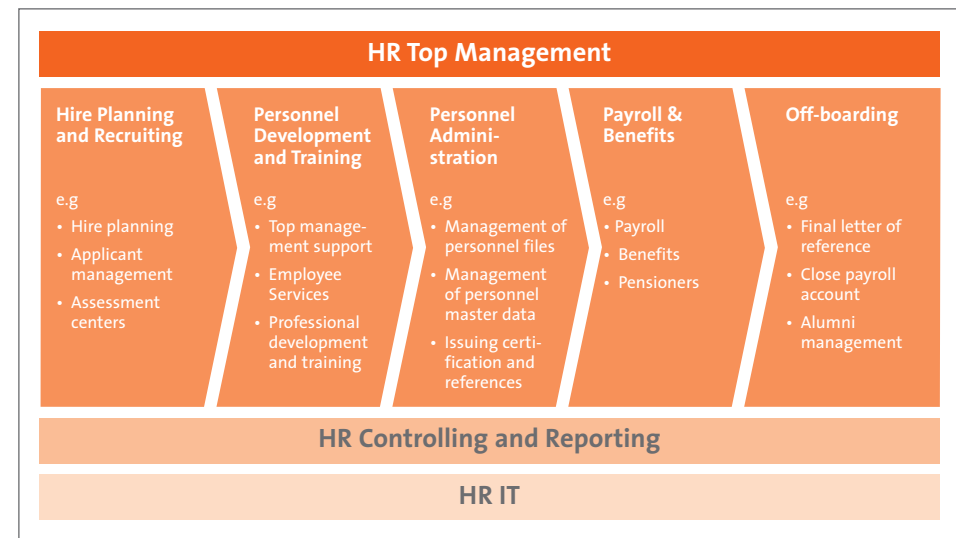 HR Top Management
Hire Planning
and Recruiting
e.g
• Hire planning
• Applicant
management
• Assessment
centers
Personnel
Development
and Training
e.g
• Top manage-
ment support
• Employee
Services
• Professional
development
and training
Personnel
Admini-
stration
e.g
• Management of
personnel files
• Management
of personnel
master data
• Issuing certi-
fication and
references
Payroll &
Benefits
e.g
• Payroll
• Benefits
• Pensioners
Off-boarding
e.g
• Final letter of
reference
• Close payroll
account
• Alumni
management
HR Controlling and Reporting
HR IT